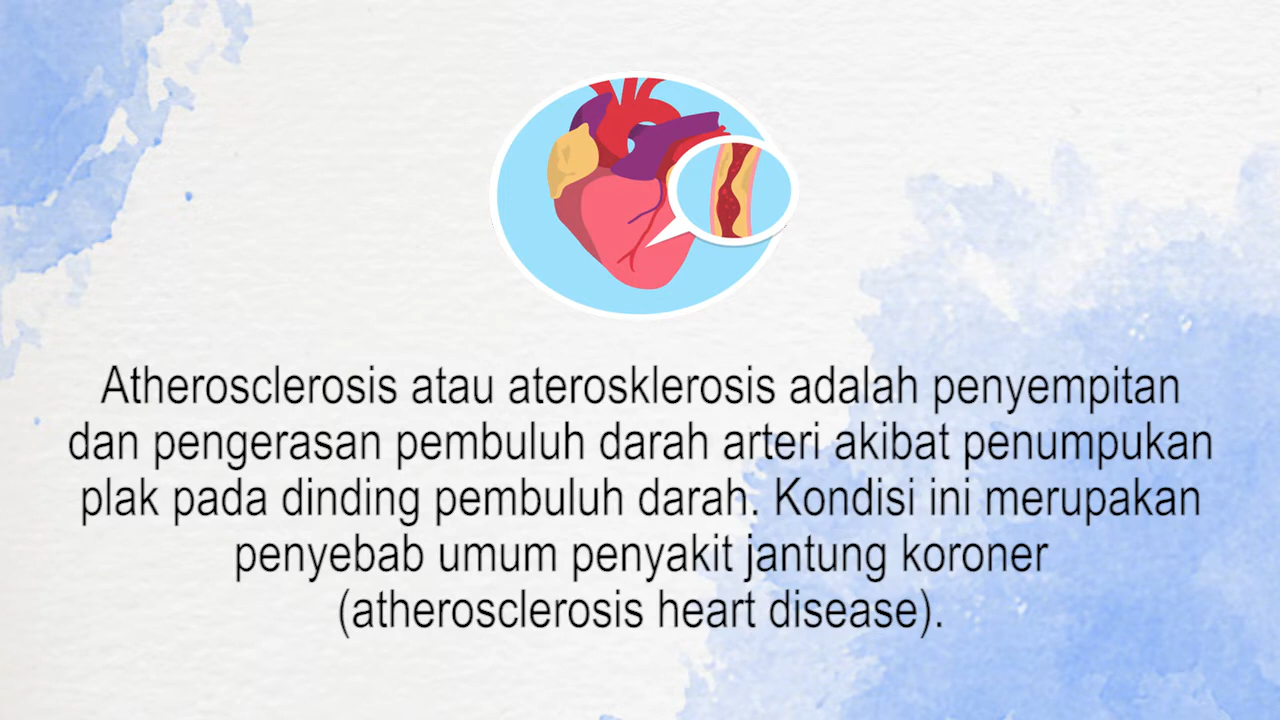 Atherosclerosis atau aterosklerosis adalah penyempitan
dan pengerasan pembuluh darah arteri akibat penumpukan
plak pada dinding pembuluh darah. Kondisi ini merupakan
penyebab umum penyakit jantung koroner
(atherosclerosis heart disease).